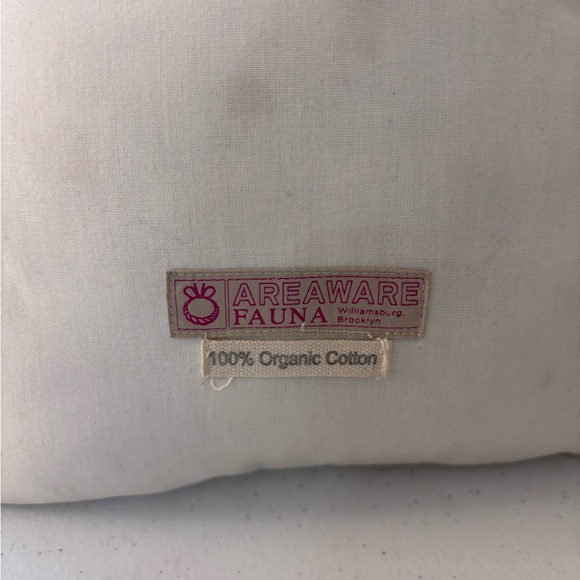 AREAWARE
FAUNA Williamsburg,
Brooklyn
100% Organic Cotton